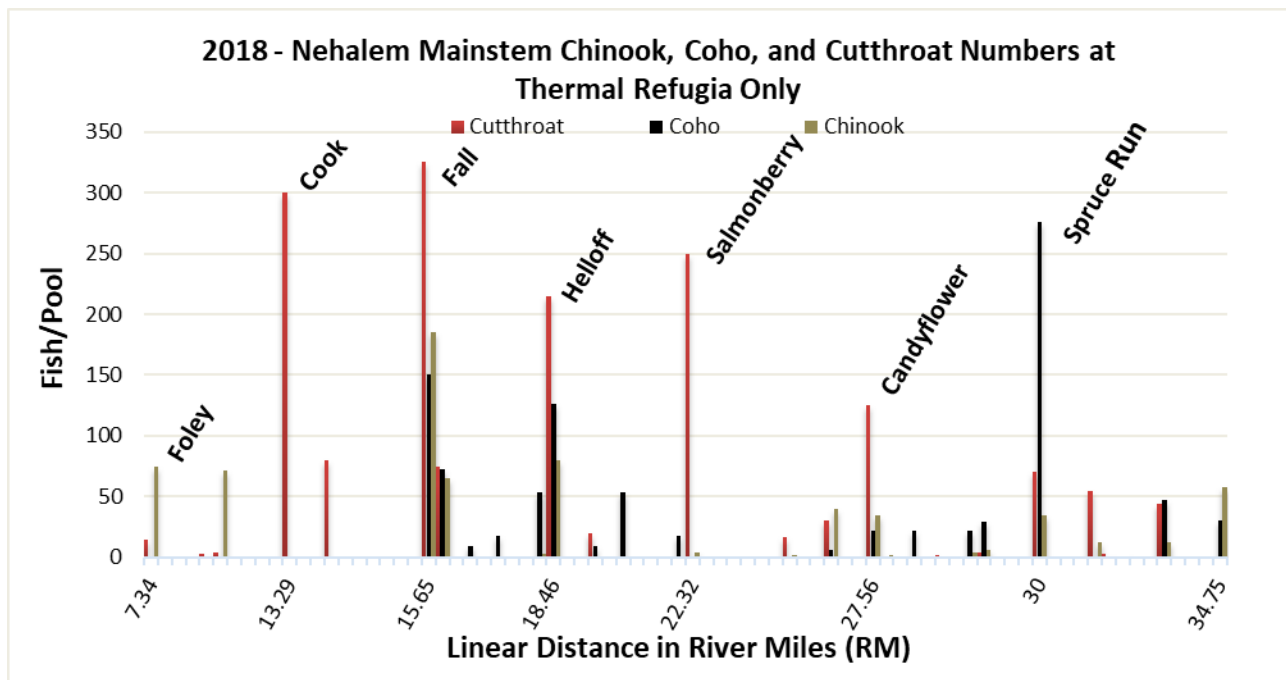 2018 - Nehalem Mainstem Chinook, Coho, and Cutthroat Numbers at
Thermal Refugia Only
Cutthroat Coho Chinook
350
300
250
200
150
100
50
0
Fish/Pool
Foley
Cook
Fall
Helloff
Salmonberry
Candyflower
Spruce Run
7.34
13.29
15.65
18.46
22.32
27.56
30
34.75
Linear Distance in River Miles (RM)